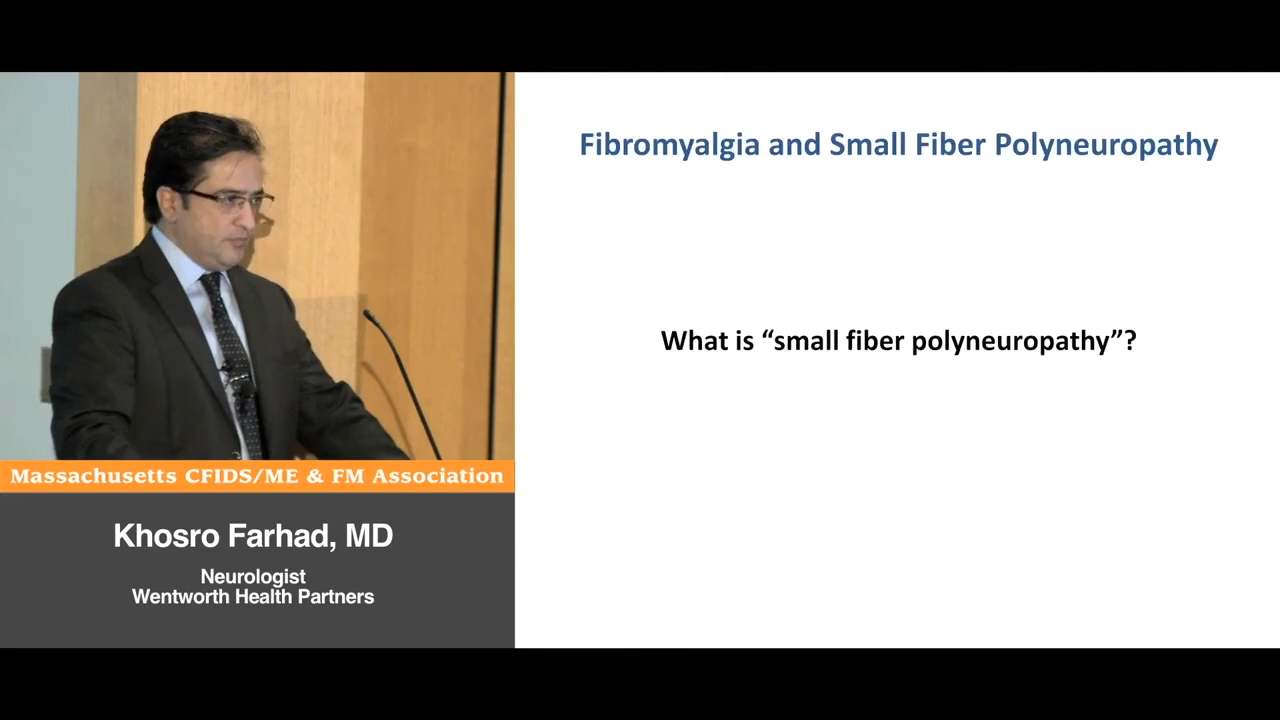 Fibromyalgia and Small Fiber Polyneuropathy
What is “small fiber polyneuropathy”?
Massachusetts CFIDS/ME & FM Association
Khosro Farhad, MD
Neurologist
Wentworth Health Partners